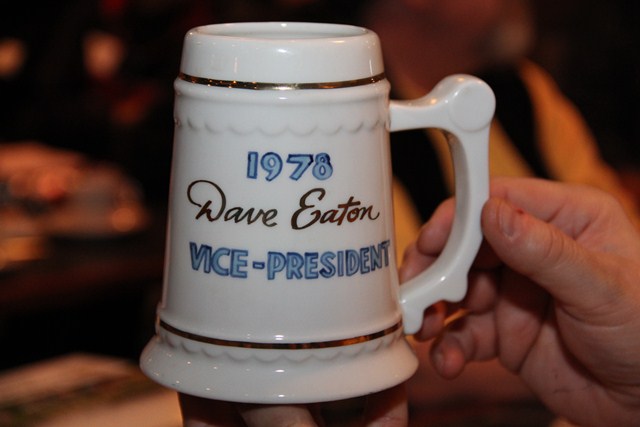 1978
Dave Eaton
VICE-PRESIDENT